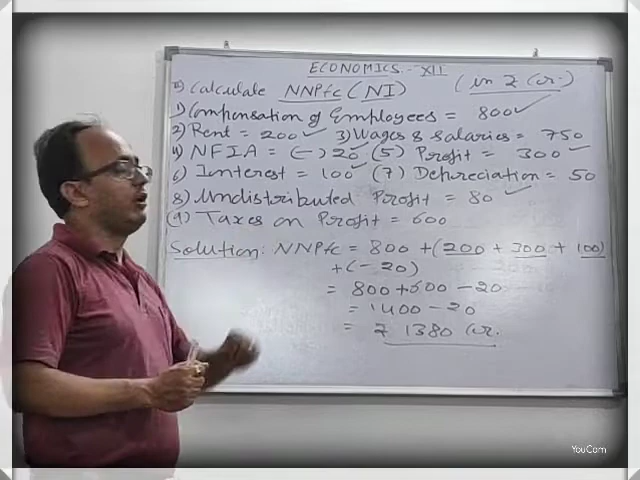 ECONOMICS - XII
Calculate NNPfc (NI) (in ₹ Cr.)
1) Compensation of Employees = 800 ✓
2) Rent = 200 ✓ 3) Wages & Salaries = 750
4) NFIA = (-) 20 ✓ (5) Profit = 300 ✓
6) Interest = 100 ✓ (7) Depreciation = 50
8) Undistributed Profit = 80 ✓
(9) Taxes on Profit = 600
Solution: NNPfc = 800 + (200 + 300 + 100)
+ (-20)
= 800 + 600 - 20
= 1400 - 20
= ₹ 1380 Cr.
YouCam